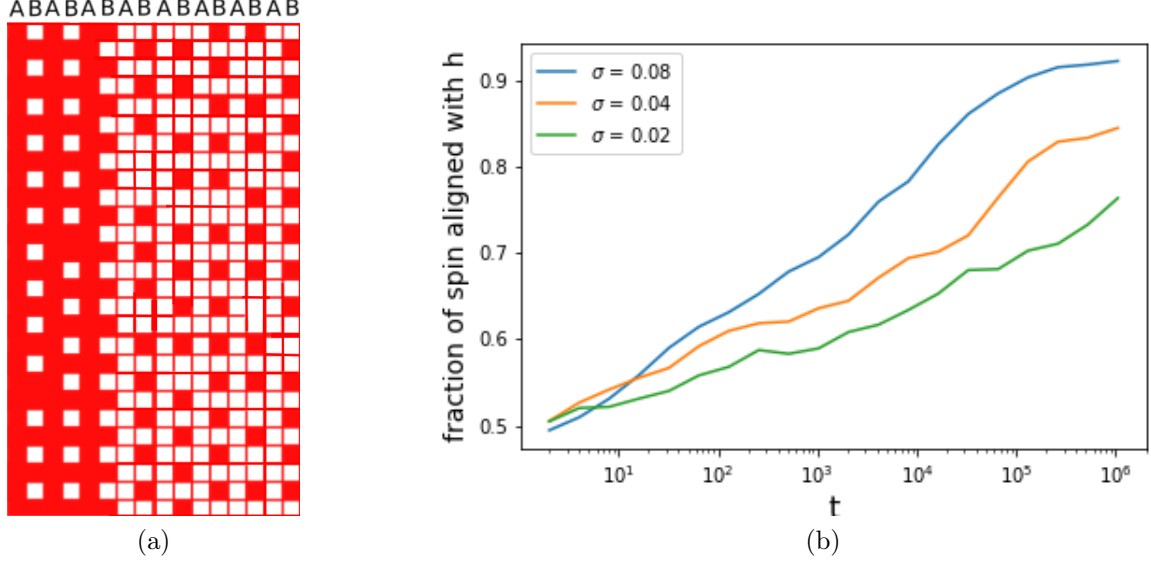 A B A B A B A B A B A B A B A B
fraction of spin aligned with h
0.9
0.8
0.7
0.6
0.5
σ = 0.08
σ = 0.04
σ = 0.02
10¹ 10² 10³ 10⁴ 10⁵ 10⁶
t
(a)
(b)